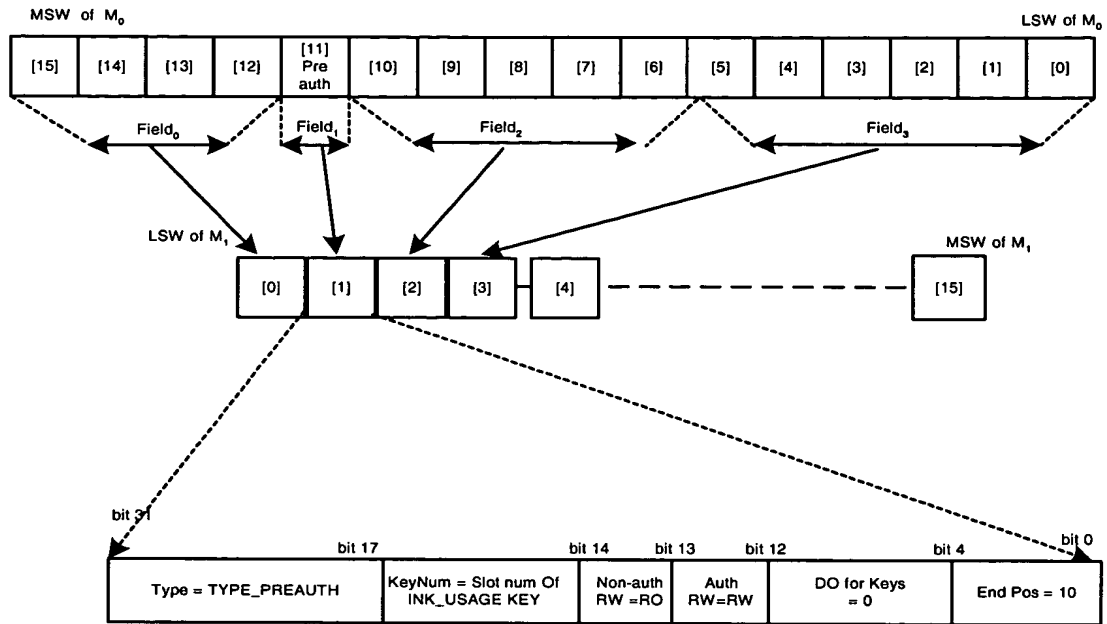 MSW of M₀ LSW of M₀
[15] [14] [13] [12] [11] Pre auth [10] [9] [8] [7] [6] [5] [4] [3] [2] [1] [0]
Field₀ Field₁ Field₂ Field₃
LSW of M₁ MSW of M₁
[0] [1] [2] [3] [4] [15]
bit 31 bit 17 bit 14 bit 13 bit 12 bit 4 bit 0
Type = TYPE_PREAUTH
KeyNum = Slot num Of
INK_USAGE KEY
Non-auth
RW =RO
Auth
RW=RW
DO for Keys
= 0
End Pos = 10